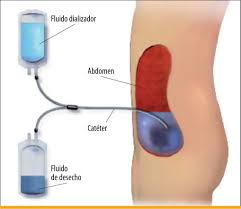 Fluido dializador
Abdomen
Catéter
Fluido
de desecho